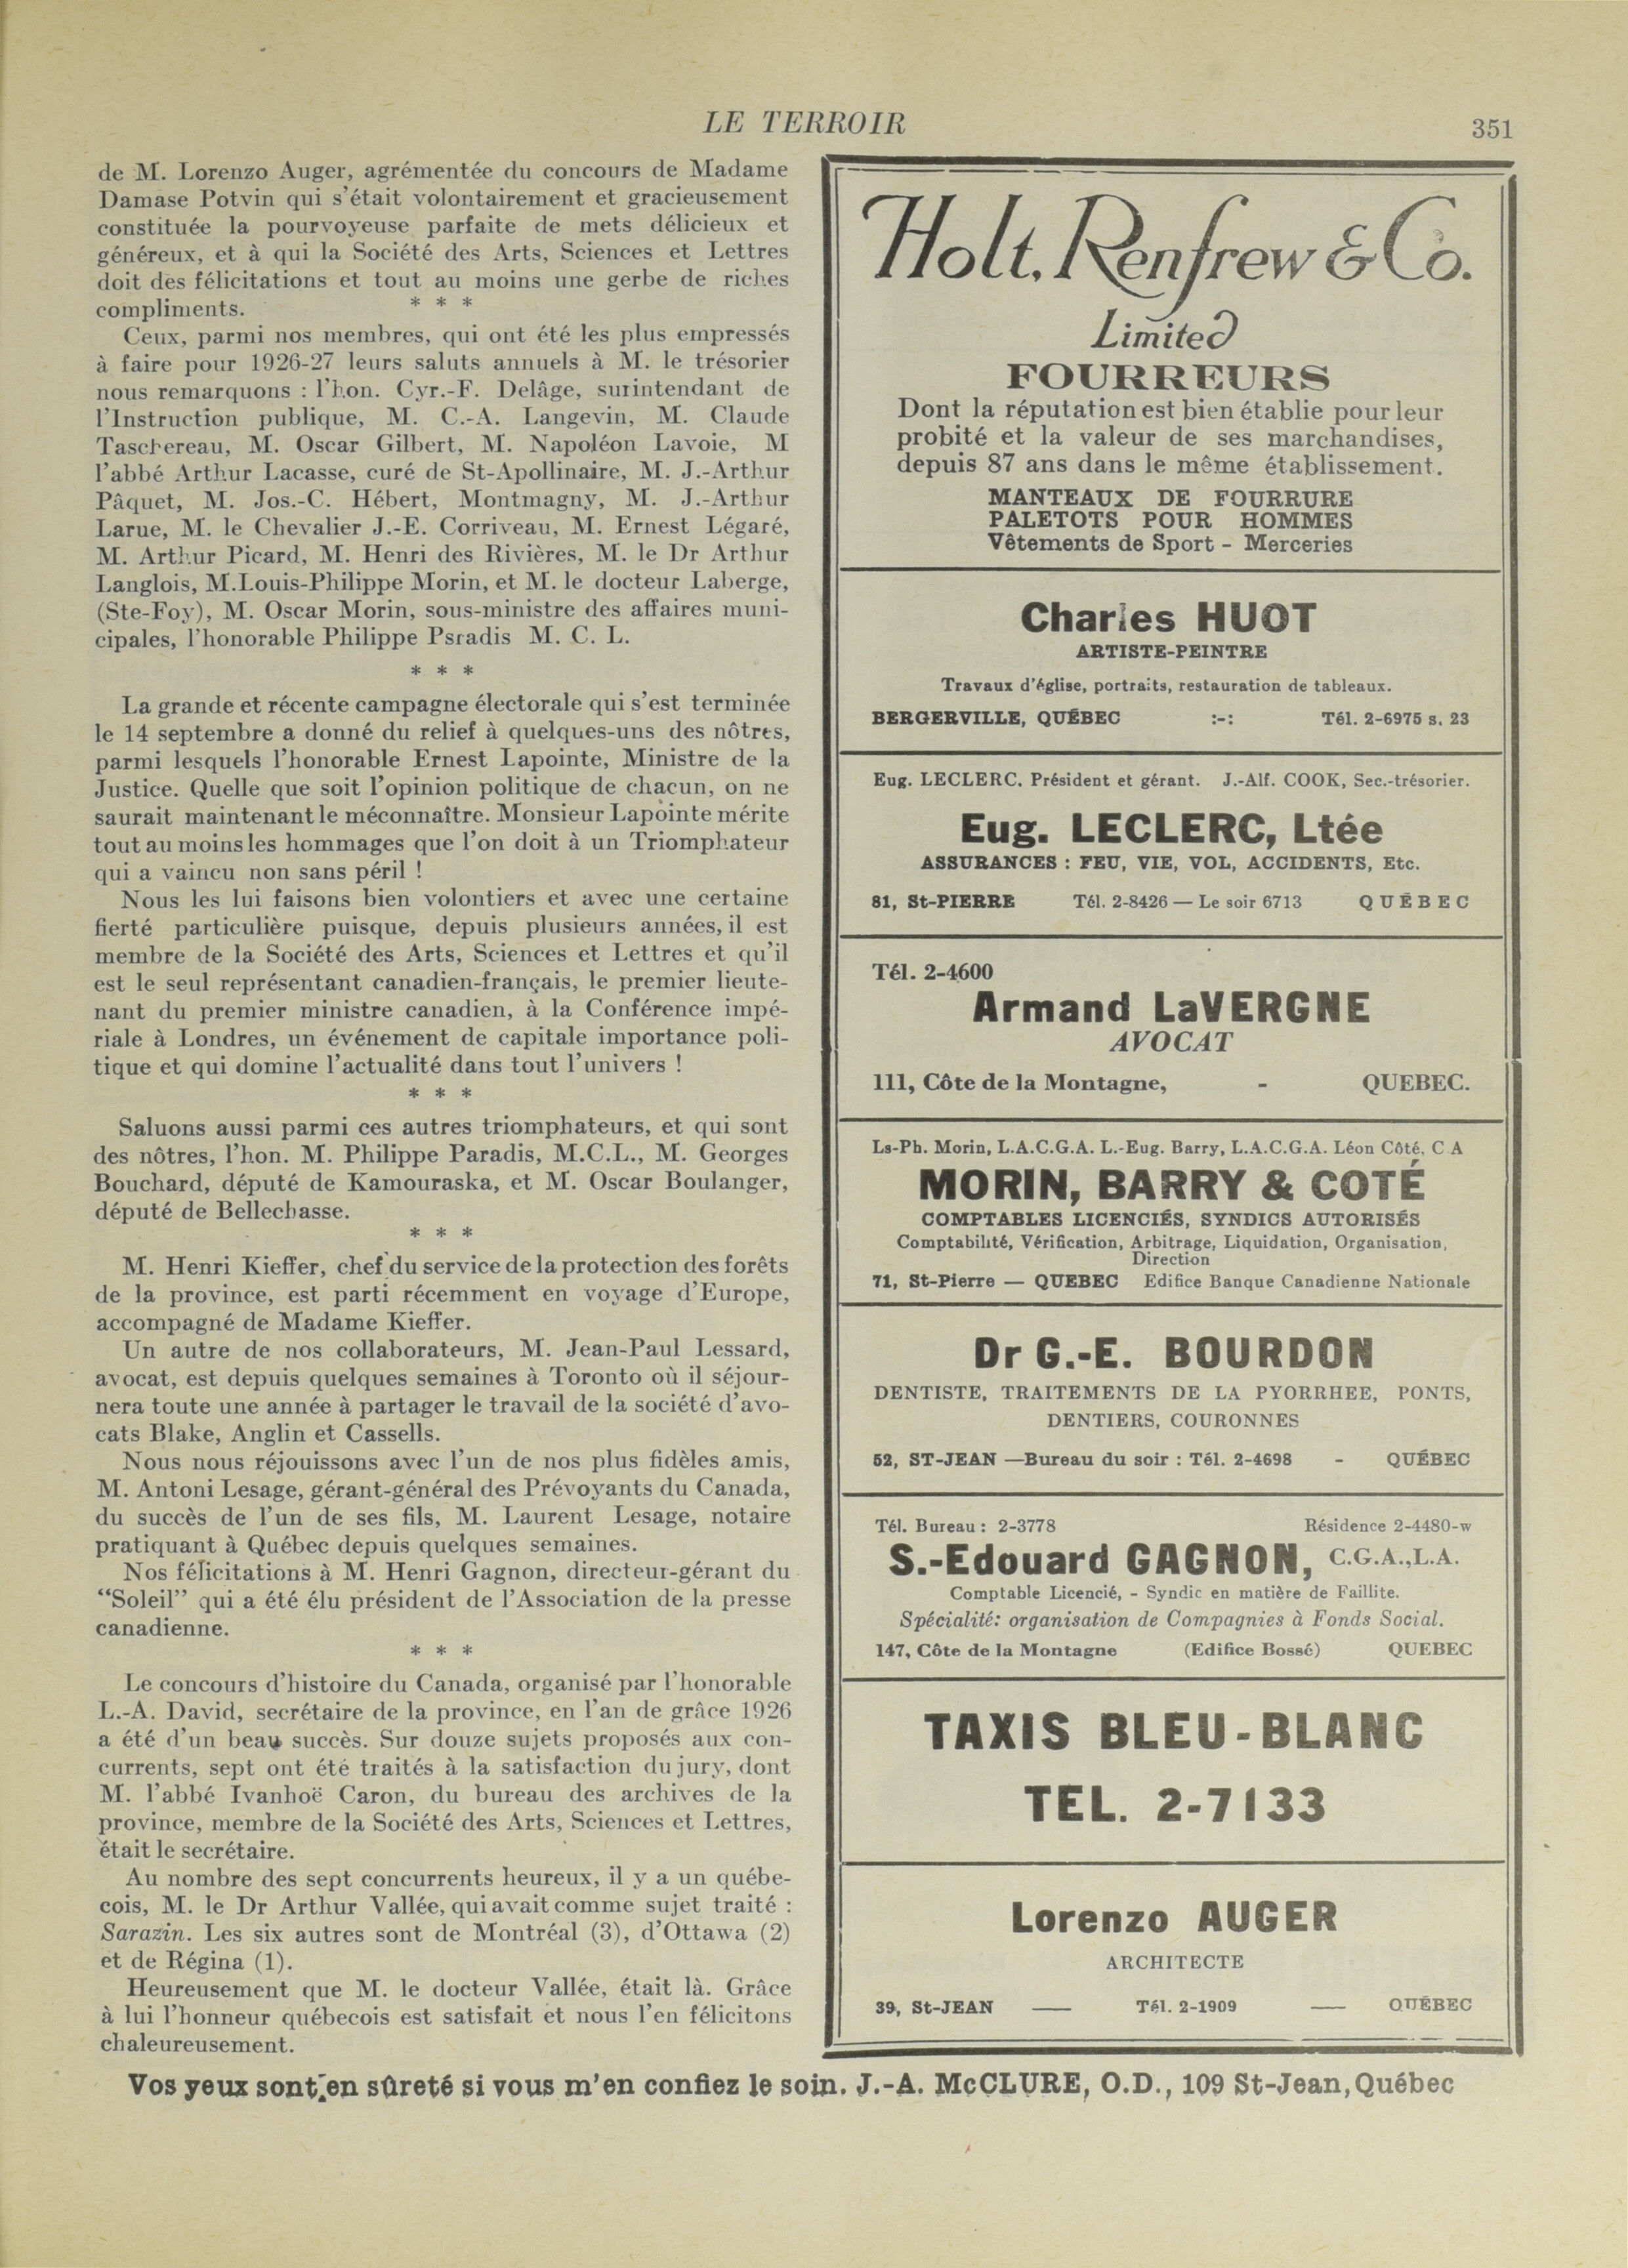 LE TERROIR
351
de M. Lorenzo Auger, agrémentée du concours de Madame
Damase Potvin qui s'était volontairement et gracieusement
constituée la pourvoyeuse parfaite de mets délicieux et
généreux, et à qui la Société des Arts, Sciences et Lettres
doit des félicitations et tout au moins une gerbe de riches
compliments.
* * *
Ceux, parmi nos membres, qui ont été les plus empressés
à faire pour 1926-27 leurs saluts annuels à M. le trésorier
nous remarquons : l'hon. Cyr.-F. Delâge, surintendant de
l'Instruction publique, M. C.-A. Langevin, M. Claude
Taschereau, M. Oscar Gilbert, M. Napoléon Lavoie, M
l'abbé Arthur Lacasse, curé de St-Apollinaire, M. J.-Arthur
Pâquet, M. Jos.-C. Hébert, Montmagny, M. J.-Arthur
Larue, M. le Chevalier J.-E. Corriveau, M. Ernest Légaré,
M. Arthur Picard, M. Henri des Rivières, M. le Dr Arthur
Langlois, M.Louis-Philippe Morin, et M. le docteur Laberge,
(Ste-Foy), M. Oscar Morin, sous-ministre des affaires muni-
cipales, l'honorable Philippe Psradis M. C. L.
* * *
La grande et récente campagne électorale qui s'est terminée
le 14 septembre a donné du relief à quelques-uns des nôtres,
parmi lesquels l'honorable Ernest Lapointe, Ministre de la
Justice. Quelle que soit l'opinion politique de chacun, on ne
saurait maintenant le méconnaître. Monsieur Lapointe mérite
tout au moins les hommages que l'on doit à un Triomphateur
qui a vaincu non sans péril !
Nous les lui faisons bien volontiers et avec une certaine
fierté particulière puisque, depuis plusieurs années, il est
membre de la Société des Arts, Sciences et Lettres et qu'il
est le seul représentant canadien-français, le premier lieute-
nant du premier ministre canadien, à la Conférence impé-
riale à Londres, un événement de capitale importance poli-
tique et qui domine l'actualité dans tout l'univers !
* * *
Saluons aussi parmi ces autres triomphateurs, et qui sont
des nôtres, l'hon. M. Philippe Paradis, M.C.L., M. Georges
Bouchard, député de Kamouraska, et M. Oscar Boulanger,
député de Bellechasse.
* * *
M. Henri Kieffer, chef du service de la protection des forêts
de la province, est parti récemment en voyage d'Europe,
accompagné de Madame Kieffer.
Un autre de nos collaborateurs, M. Jean-Paul Lessard,
avocat, est depuis quelques semaines à Toronto où il séjour-
nera toute une année à partager le travail de la société d'avo-
cats Blake, Anglin et Cassells.
Nous nous réjouissons avec l'un de nos plus fidèles amis,
M. Antoni Lesage, gérant-général des Prévoyants du Canada,
du succès de l'un de ses fils, M. Laurent Lesage, notaire
pratiquant à Québec depuis quelques semaines.
Nos félicitations à M. Henri Gagnon, directeur-gérant du
"Soleil" qui a été élu président de l'Association de la presse
canadienne.
* * *
Le concours d'histoire du Canada, organisé par l'honorable
L.-A. David, secrétaire de la province, en l'an de grâce 1926
a été d'un beau succès. Sur douze sujets proposés aux con-
currents, sept ont été traités à la satisfaction du jury, dont
M. l'abbé Ivanhoë Caron, du bureau des archives de la
province, membre de la Société des Arts, Sciences et Lettres,
était le secrétaire.
Au nombre des sept concurrents heureux, il y a un québe-
cois, M. le Dr Arthur Vallée, qui avait comme sujet traité :
Sarazin. Les six autres sont de Montréal (3), d'Ottawa (2)
et de Régina (1).
Heureusement que M. le docteur Vallée, était là. Grâce
à lui l'honneur québecois est satisfait et nous l'en félicitons
chaleureusement.
Holt, Renfrew & Co.
Limited
FOURREURS
Dont la réputation est bien établie pour leur
probité et la valeur de ses marchandises,
depuis 87 ans dans le même établissement.
MANTEAUX DE FOURRURE
PALETOTS POUR HOMMES
Vêtements de Sport - Merceries
Charles HUOT
ARTISTE-PEINTRE
Travaux d'église, portraits, restauration de tableaux.
BERGERVILLE, QUÉBEC :-: Tél. 2-6975 s. 23
Eug. LECLERC, Président et gérant. J.-Alf. COOK, Sec.-trésorier.
Eug. LECLERC, Ltée
ASSURANCES : FEU, VIE, VOL, ACCIDENTS, Etc.
81, St-PIERRE Tél. 2-8426 — Le soir 6713 QUÉBEC
Tél. 2-4600
Armand LaVERGNE
AVOCAT
111, Côte de la Montagne, - QUEBEC.
Ls-Ph. Morin, L.A.C.G.A. L.-Eug. Barry, L.A.C.G.A. Léon Côté, C A
MORIN, BARRY & COTÉ
COMPTABLES LICENCIÉS, SYNDICS AUTORISÉS
Comptabilité, Vérification, Arbitrage, Liquidation, Organisation,
Direction
71, St-Pierre — QUEBEC Edifice Banque Canadienne Nationale
Dr G.-E. BOURDON
DENTISTE, TRAITEMENTS DE LA PYORRHEE, PONTS,
DENTIERS, COURONNES
52, ST-JEAN —Bureau du soir : Tél. 2-4698 - QUÉBEC
Tél. Bureau : 2-3778 Résidence 2-4480-w
S.-Edouard GAGNON, C.G.A.,L.A.
Comptable Licencié, - Syndic en matière de Faillite.
Spécialité: organisation de Compagnies à Fonds Social.
147, Côte de la Montagne (Edifice Bossé) QUEBEC
TAXIS BLEU-BLANC
TEL. 2-7133
Lorenzo AUGER
ARCHITECTE
39, St-JEAN — Tél. 2-1909 — QUÉBEC
Vos yeux sont en sûreté si vous m'en confiez le soin. J.-A. McCLURE, O.D., 109 St-Jean, Québec